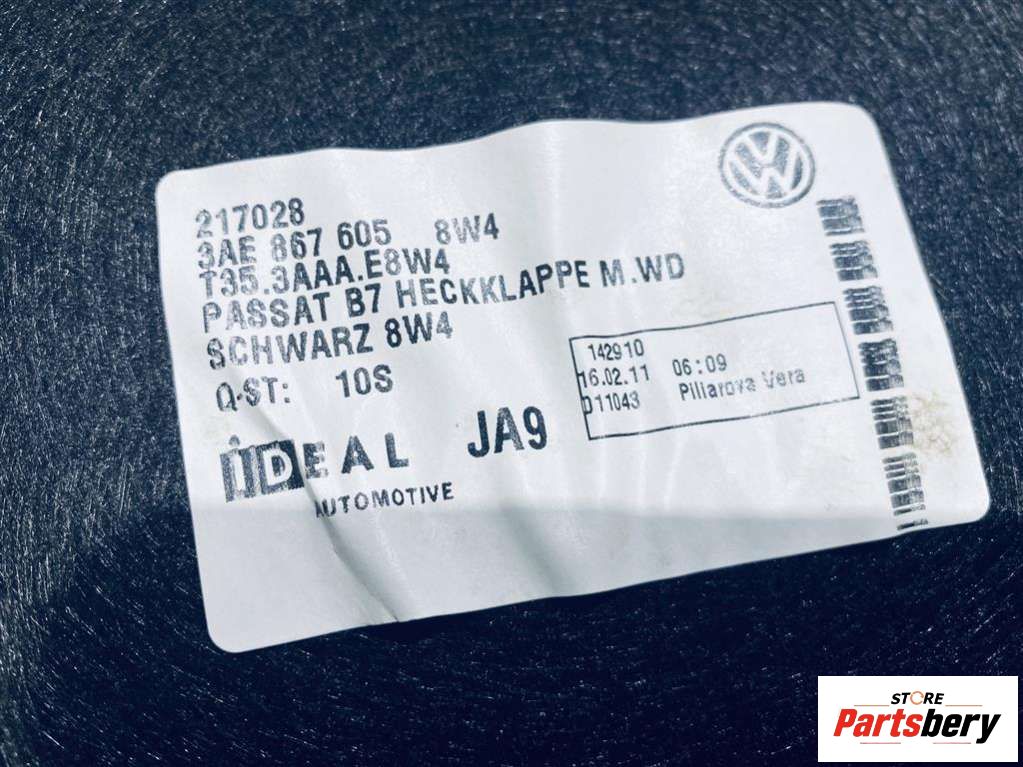 217028
3AE 867 605 8W4
T35.3AAA.E8W4
PASSAT B7 HECKKLAPPE M.WD
SCHWARZ 8W4
Q-ST: 10S
142910
16.02.11 06:09
D11043 Piliarova Vera
IDEAL JA9
AUTOMOTIVE
STORE
Partsbery